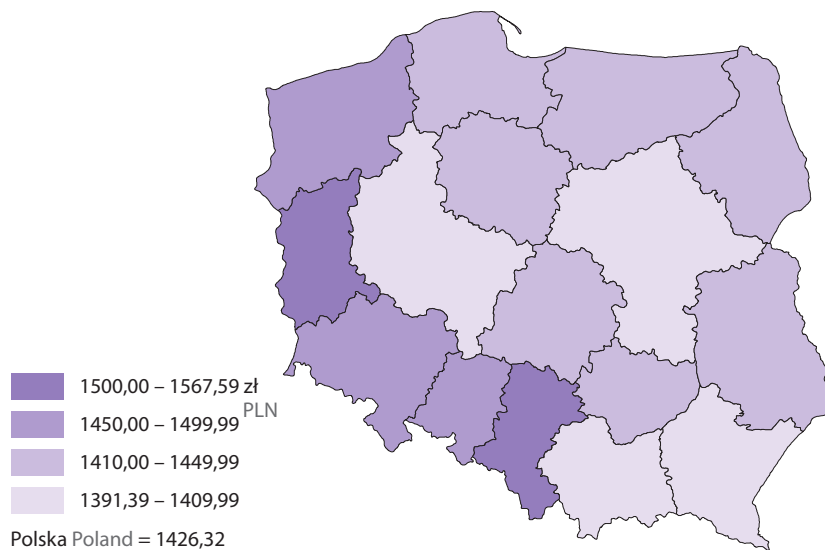 1500,00 – 1567,59 zł
PLN
1450,00 – 1499,99
1410,00 – 1449,99
1391,39 – 1409,99
Polska Poland = 1426,32